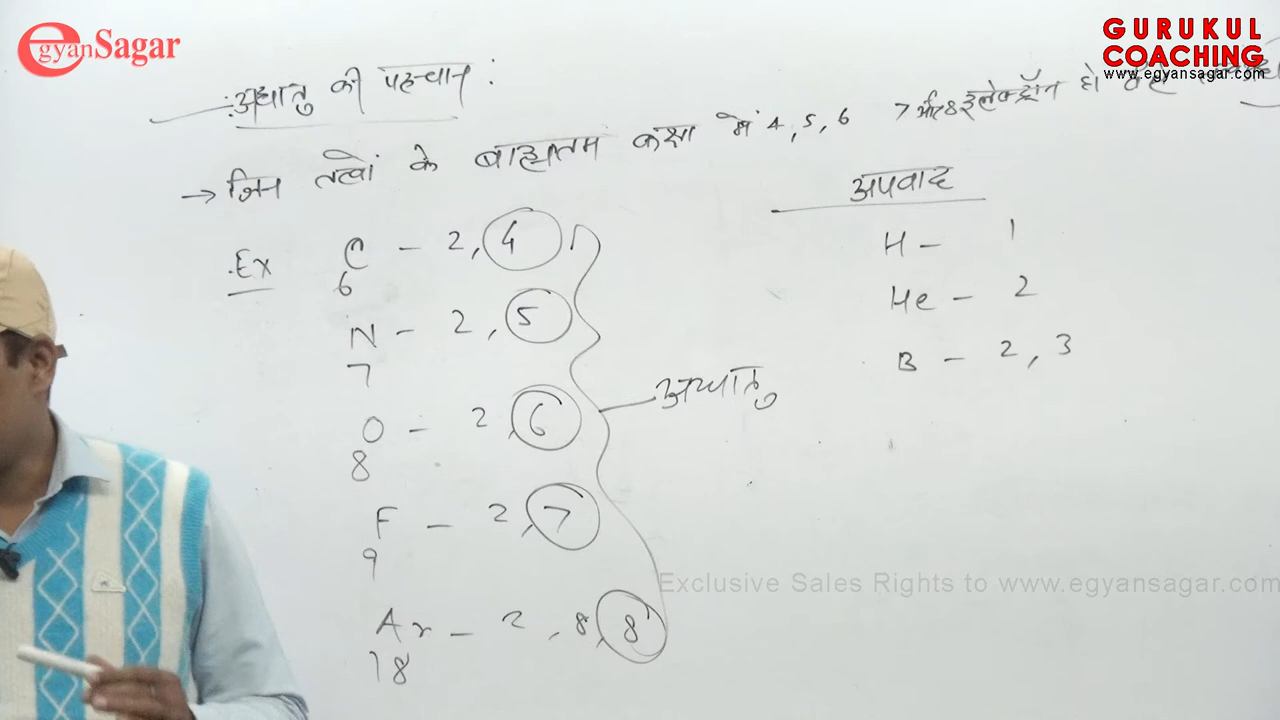 egyanSagar
GURUKUL
COACHING
www.egyansagar.com
अधातु की पहचान :
→ जिन तत्वों के बाह्यतम कक्षा में 4, 5, 6 7 और 8 इलेक्ट्रॉन हो
Ex C – 2, 4
6
N – 2, 5
7
O – 2, 6
8
F – 2, 7
9
Ar – 2, 8, 8
18
अधातु
अपवाद
H – 1
He – 2
B – 2, 3
Exclusive Sales Rights to www.egyansagar.com